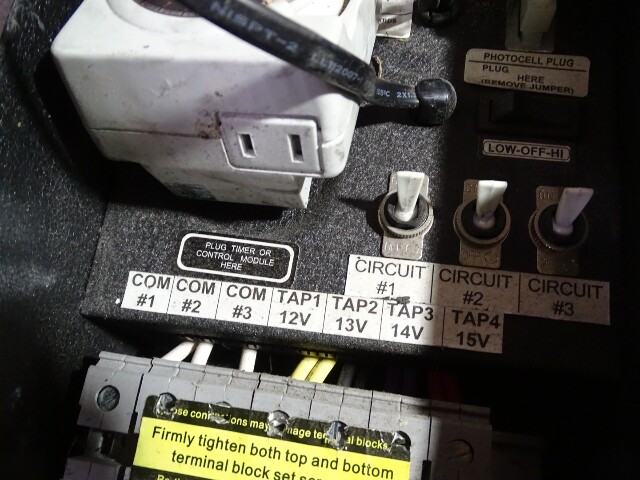 NISPT-2
PHOTOCELL PLUG
PLUG
HERE
(REMOVE JUMPER)
LOW-OFF-HI
PLUG TIMER OR
CONTROL MODULE
HERE
CIRCUIT
#1
CIRCUIT
#2
CIRCUIT
#3
COM
#1
COM
#2
COM
#3
TAP1
12V
TAP2
13V
TAP3
14V
TAP4
15V
Firmly tighten both top and bottom
terminal block set